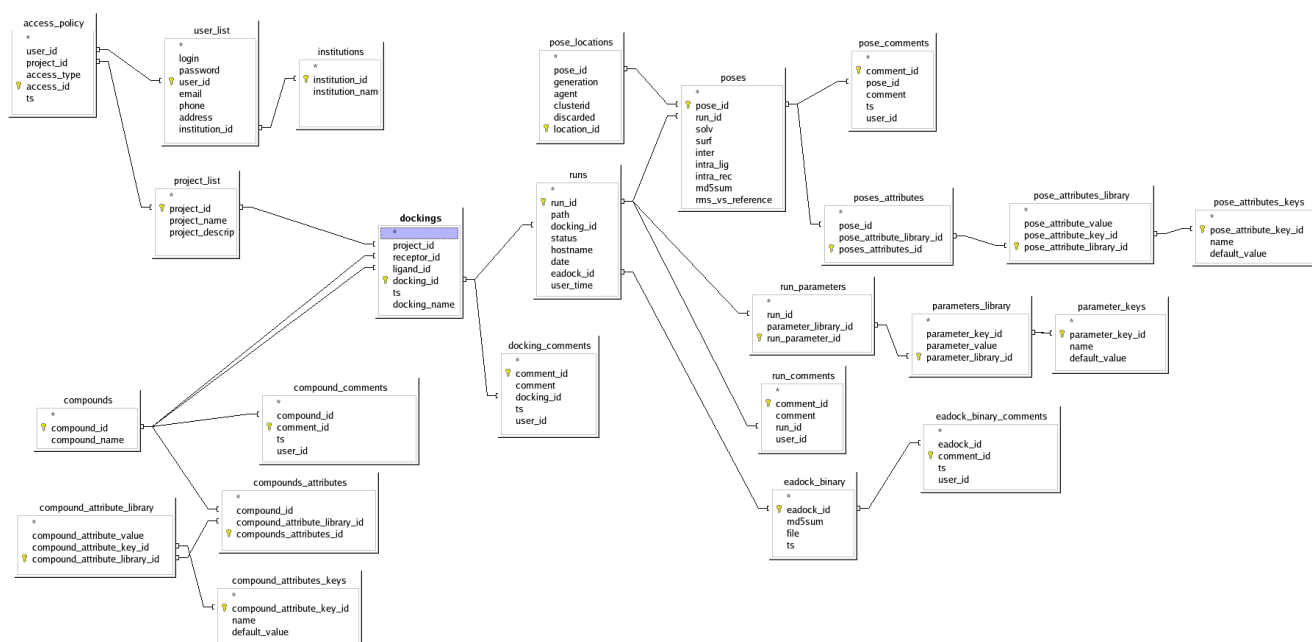 access_policy
*
user_id
project_id
access_type
access_id
ts
user_list
*
login
password
user_id
email
phone
address
institution_id
institutions
*
institution_id
institution_nam
project_list
*
project_id
project_name
project_descrip
dockings
*
project_id
receptor_id
ligand_id
docking_id
ts
docking_name
pose_locations
*
pose_id
generation
agent
clusterid
discarded
location_id
poses
*
pose_id
run_id
solv
surf
inter
intra_lig
intra_rec
md5sum
rms_vs_reference
pose_comments
*
comment_id
pose_id
comment
ts
user_id
runs
*
run_id
path
docking_id
status
hostname
date
eadock_id
user_time
poses_attributes
*
pose_id
pose_attribute_library_id
poses_attributes_id
pose_attributes_library
*
pose_attribute_value
pose_attribute_key_id
pose_attribute_library_id
pose_attributes_keys
*
pose_attribute_key_id
name
default_value
run_parameters
*
run_id
parameter_library_id
run_parameter_id
parameters_library
*
parameter_key_id
parameter_value
parameter_library_id
parameter_keys
*
parameter_key_id
name
default_value
docking_comments
*
comment_id
comment
docking_id
ts
user_id
run_comments
*
comment_id
comment
run_id
user_id
compounds
*
compound_id
compound_name
compound_comments
*
compound_id
comment_id
ts
user_id
eadock_binary_comments
*
eadock_id
comment_id
ts
user_id
compounds_attributes
*
compound_id
compound_attribute_library_id
compounds_attributes_id
eadock_binary
*
eadock_id
md5sum
file
ts
compound_attribute_library
*
compound_attribute_value
compound_attribute_key_id
compound_attribute_library_id
compound_attributes_keys
*
compound_attribute_key_id
name
default_value